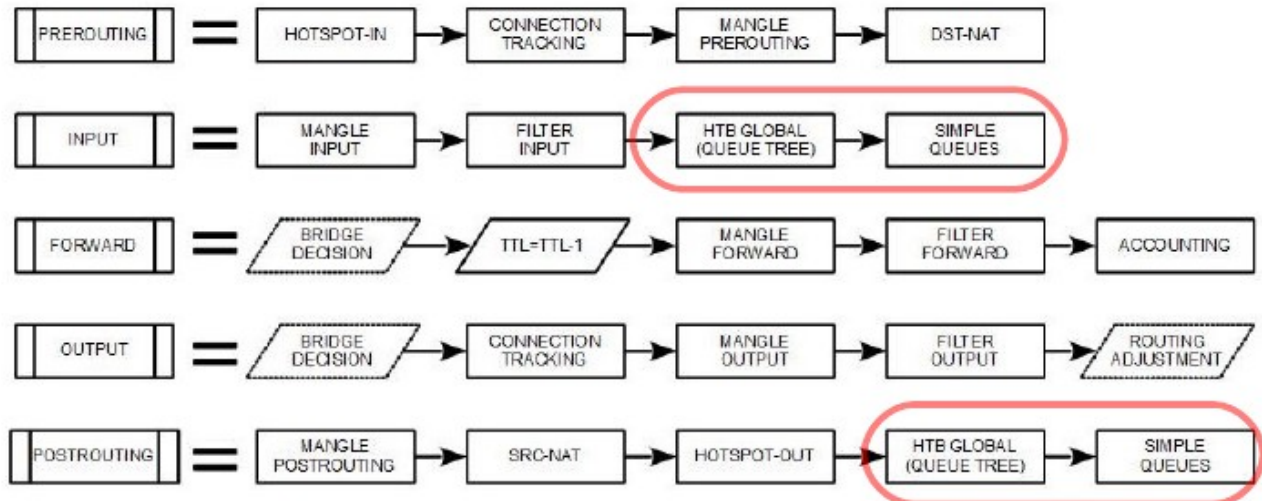 PREROUTING
HOTSPOT-IN
CONNECTION
TRACKING
MANGLE
PREROUTING
DST-NAT
INPUT
MANGLE
INPUT
FILTER
INPUT
HTB GLOBAL
(QUEUE TREE)
SIMPLE
QUEUES
FORWARD
BRIDGE
DECISION
TTL=TTL-1
MANGLE
FORWARD
FILTER
FORWARD
ACCOUNTING
OUTPUT
BRIDGE
DECISION
CONNECTION
TRACKING
MANGLE
OUTPUT
FILTER
OUTPUT
ROUTING
ADJUSTMENT
POSTROUTING
MANGLE
POSTROUTING
SRC-NAT
HOTSPOT-OUT
HTB GLOBAL
(QUEUE TREE)
SIMPLE
QUEUES